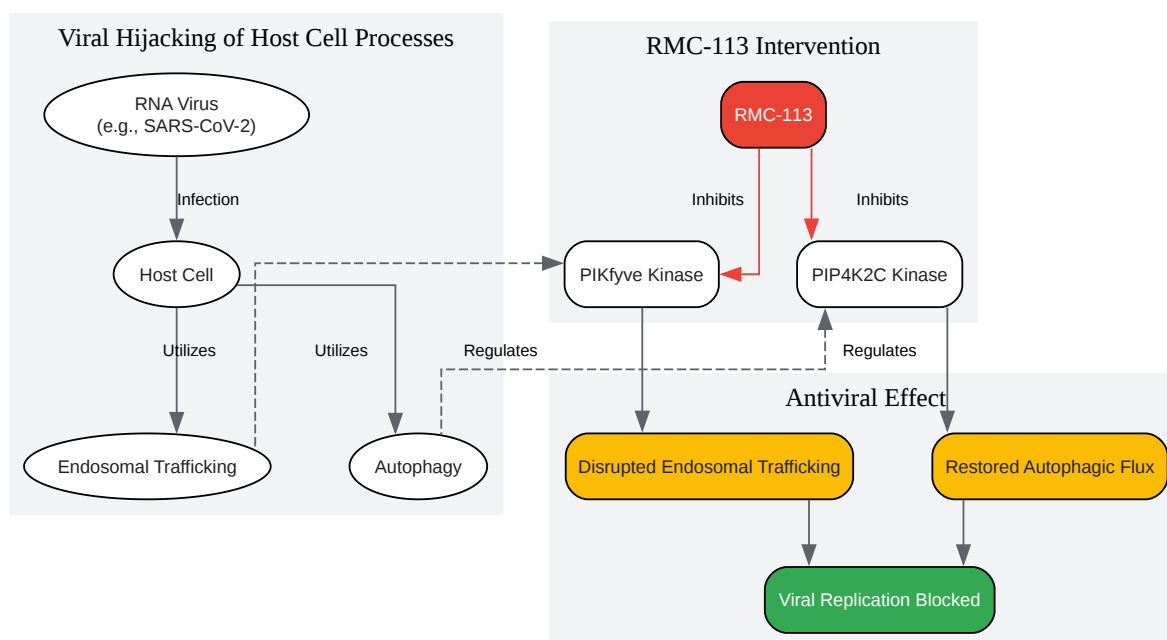 Viral Hijacking of Host Cell Processes
RNA Virus
(e.g., SARS-CoV-2)
Infection
Host Cell
Utilizes
Utilizes
Endosomal Trafficking
Autophagy
RMC-113 Intervention
RMC-113
Inhibits
Inhibits
PIKfyve Kinase
PIP4K2C Kinase
Regulates
Regulates
Antiviral Effect
Disrupted Endosomal Trafficking
Restored Autophagic Flux
Viral Replication Blocked